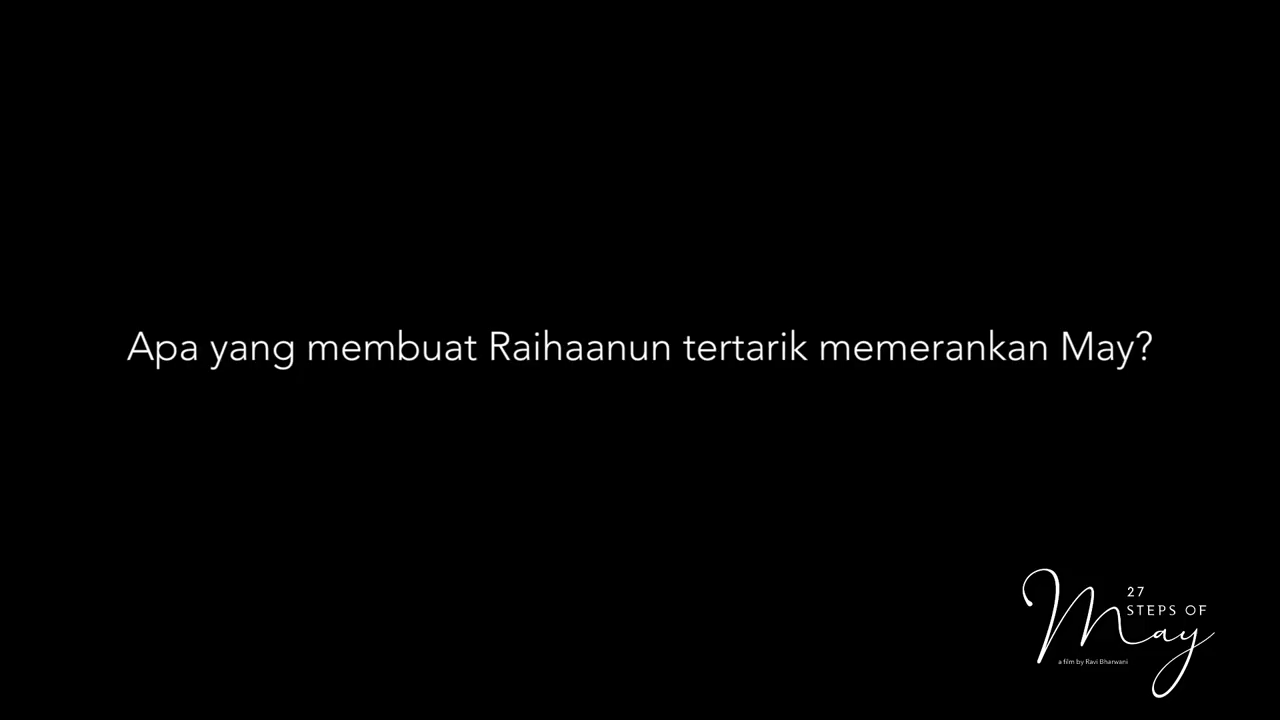 Apa yang membuat Raihaanun tertarik memerankan May?
27
STEPS OF
May
a film by Ravi Bharwani